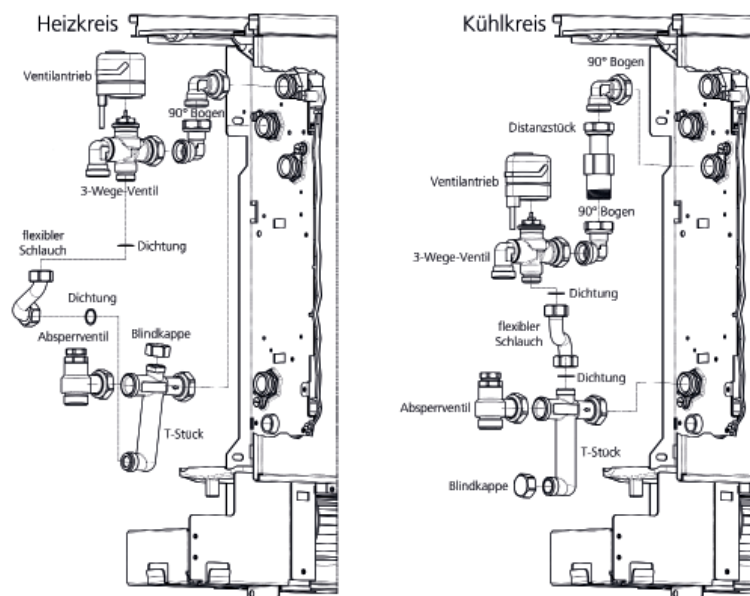 Heizkreis
Ventilantrieb
90° Bogen
3-Wege-Ventil
flexibler
Schlauch
Dichtung
Dichtung
Absperrventil
Blindkappe
T-Stück
Kühlkreis
90° Bogen
Distanzstück
Ventilantrieb
90° Bogen
3-Wege-Ventil
Dichtung
flexibler
Schlauch
Dichtung
Absperrventil
T-Stück
Blindkappe